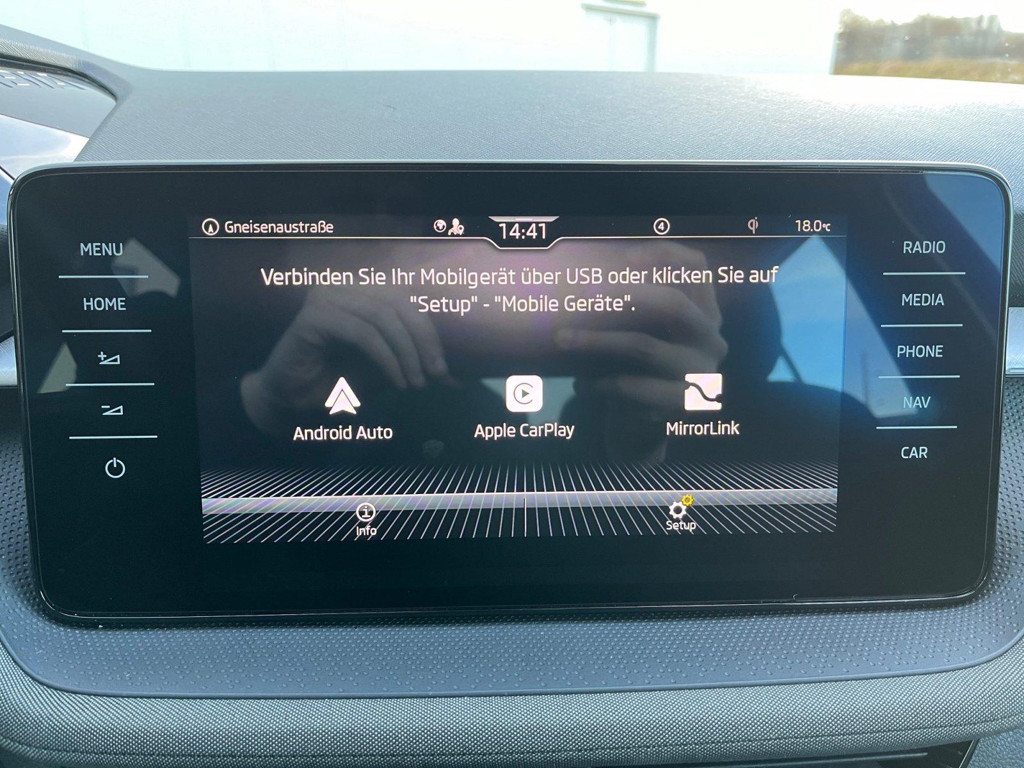 Gneisenaustraße 14:41 4 18.0°C
Verbinden Sie Ihr Mobilgerät über USB oder klicken Sie auf
"Setup" - "Mobile Geräte".
Android Auto Apple CarPlay MirrorLink
Info Setup
MENU
HOME
RADIO
MEDIA
PHONE
NAV
CAR